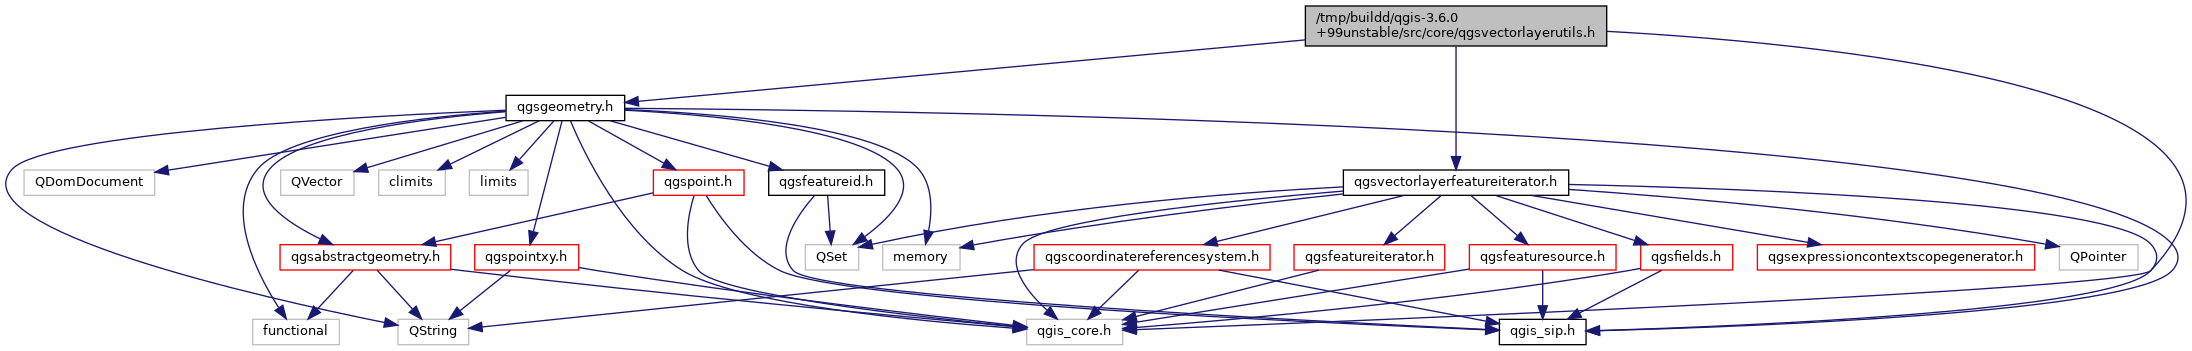 /tmp/buildd/qgis-3.6.0
+99unstable/src/core/qgsvectorlayerutils.h
qgsgeometry.h
QDomDocument
QVector
climits
limits
qgspoint.h
qgsfeatureid.h
qgsvectorlayerfeatureiterator.h
qgsabstractgeometry.h
qgspointxy.h
QSet
memory
qgscoordinatereferencesystem.h
qgsfeatureiterator.h
qgsfeaturesource.h
qgsfields.h
qgsexpressioncontextscopegenerator.h
QPointer
functional
QString
qgis_core.h
qgis_sip.h